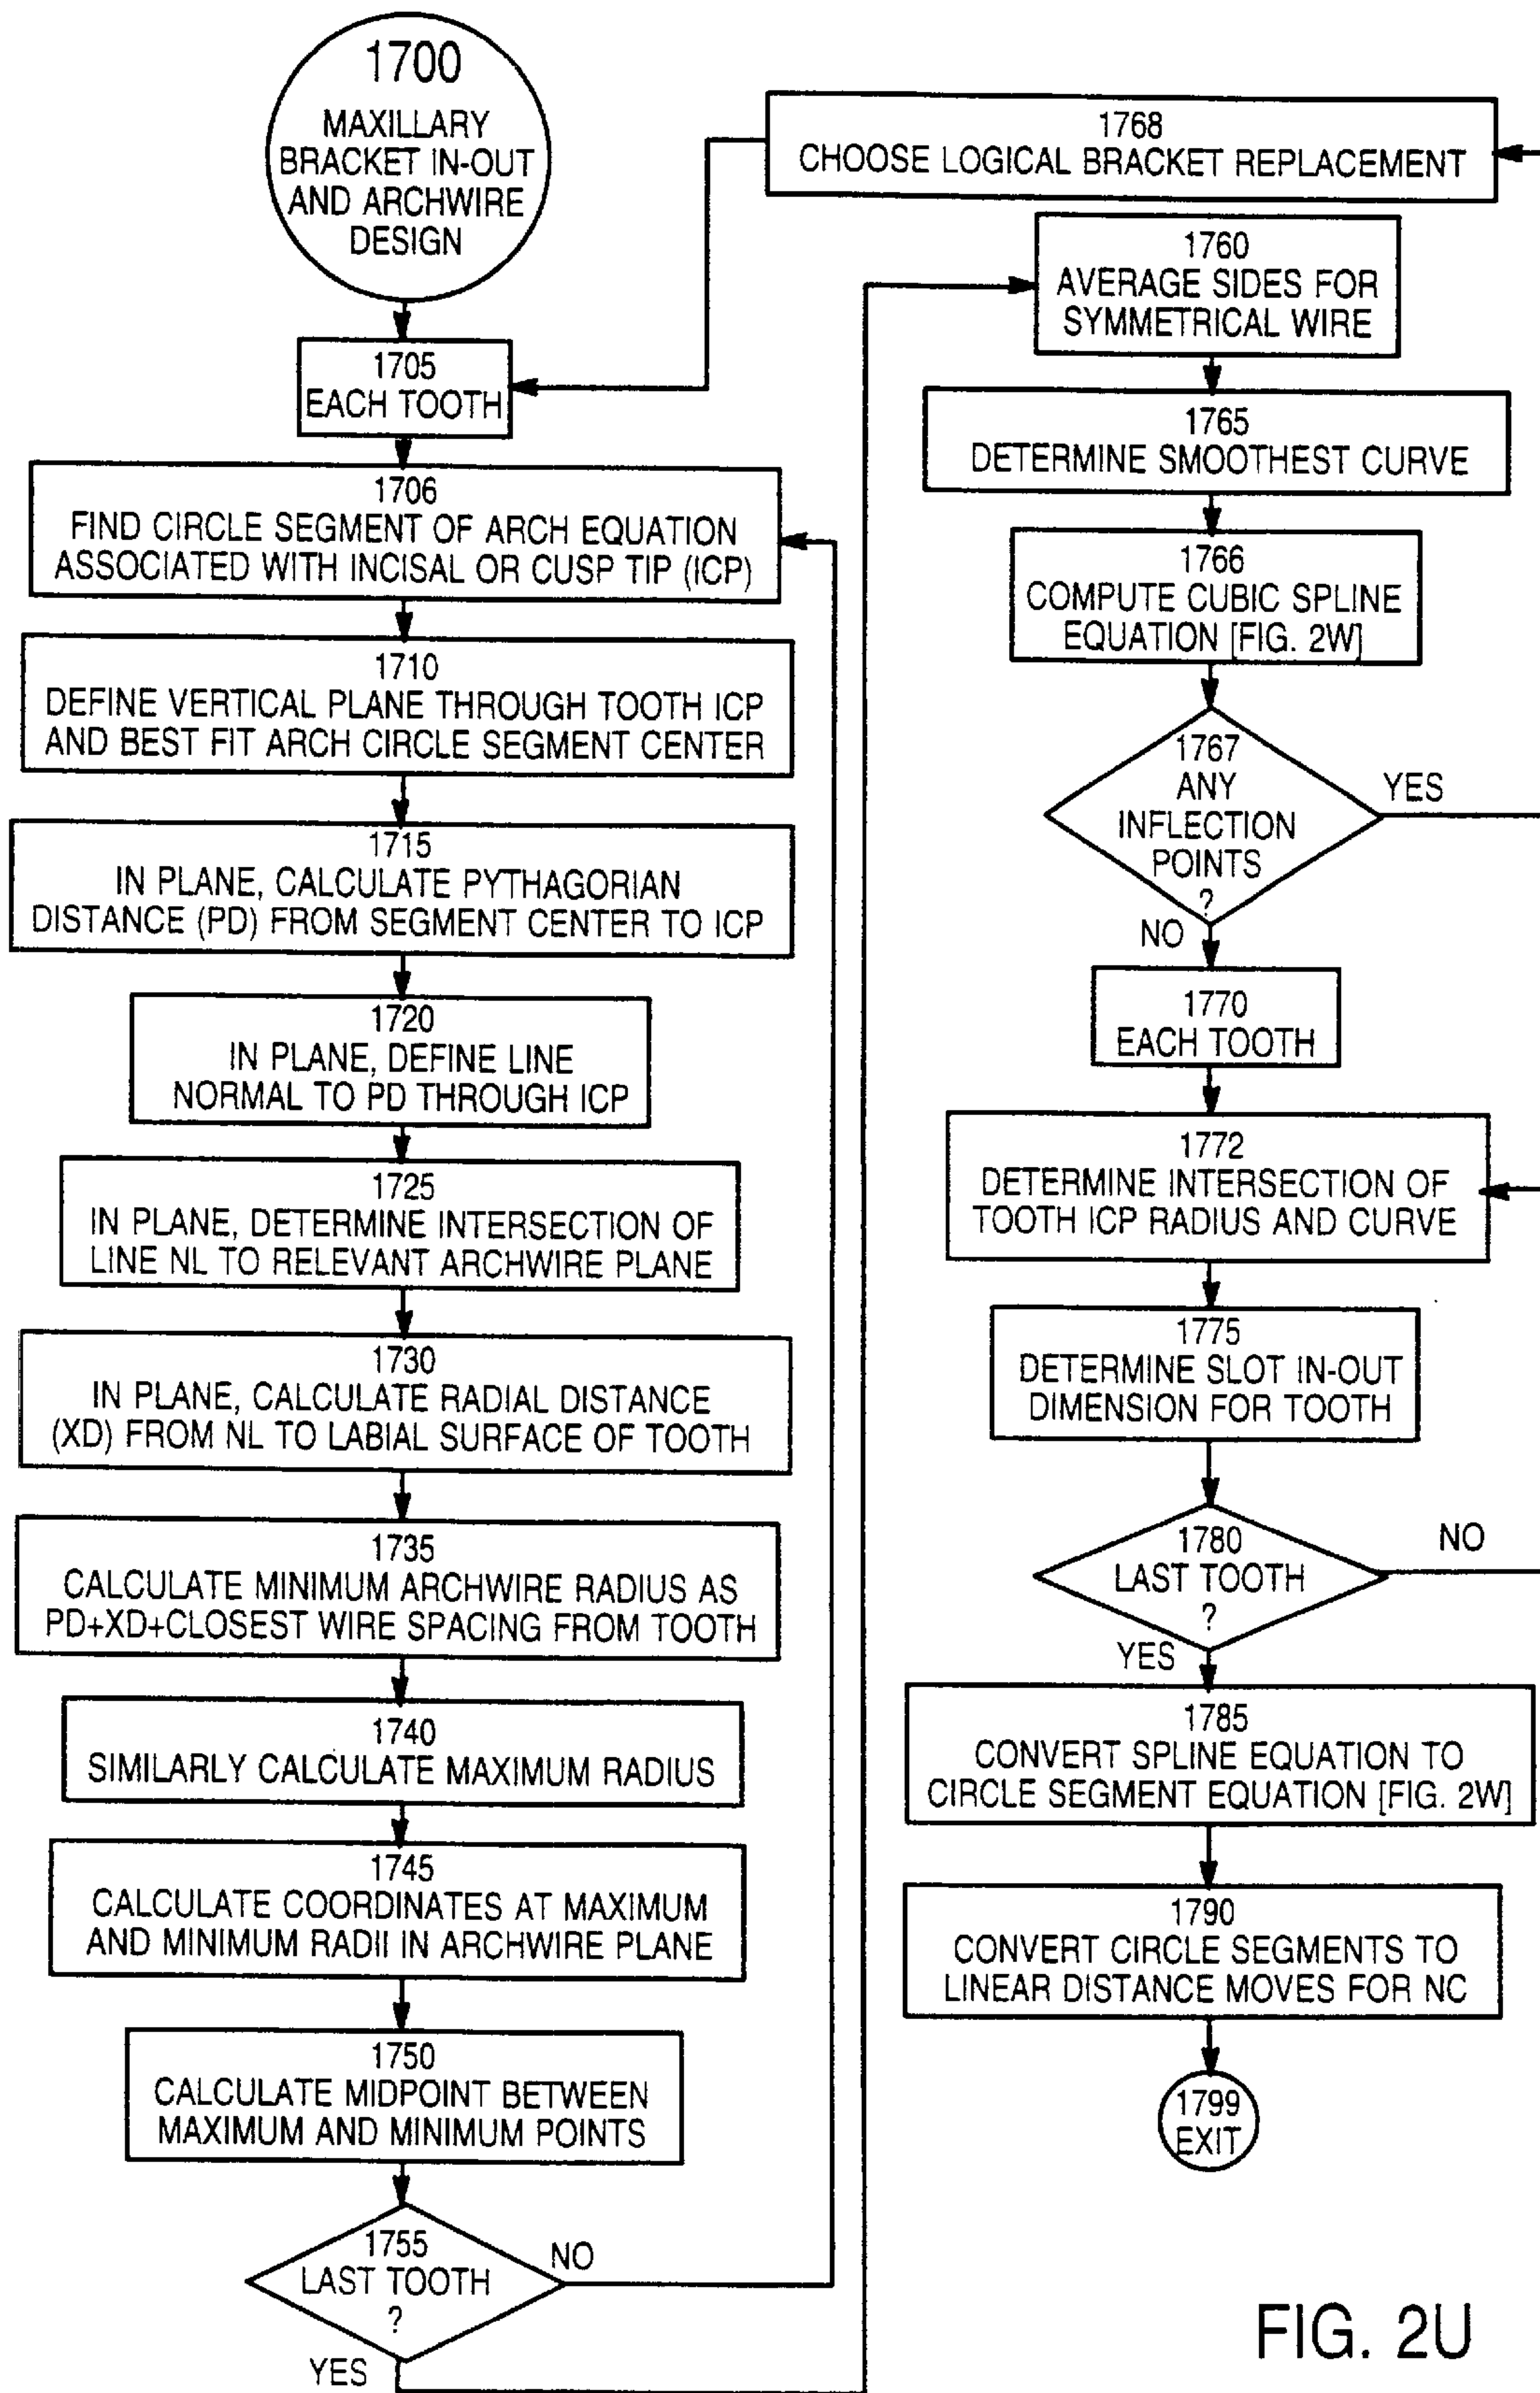 1700
MAXILLARY
BRACKET IN-OUT
AND ARCHWIRE
DESIGN
1705
EACH TOOTH
1706
FIND CIRCLE SEGMENT OF ARCH EQUATION
ASSOCIATED WITH INCISAL OR CUSP TIP (ICP)
1710
DEFINE VERTICAL PLANE THROUGH TOOTH ICP
AND BEST FIT ARCH CIRCLE SEGMENT CENTER
1715
IN PLANE, CALCULATE PYTHAGORIAN
DISTANCE (PD) FROM SEGMENT CENTER TO ICP
1720
IN PLANE, DEFINE LINE
NORMAL TO PD THROUGH ICP
1725
IN PLANE, DETERMINE INTERSECTION OF
LINE NL TO RELEVANT ARCHWIRE PLANE
1730
IN PLANE, CALCULATE RADIAL DISTANCE
(XD) FROM NL TO LABIAL SURFACE OF TOOTH
1735
CALCULATE MINIMUM ARCHWIRE RADIUS AS
PD+XD+CLOSEST WIRE SPACING FROM TOOTH
1740
SIMILARLY CALCULATE MAXIMUM RADIUS
1745
CALCULATE COORDINATES AT MAXIMUM
AND MINIMUM RADII IN ARCHWIRE PLANE
1750
CALCULATE MIDPOINT BETWEEN
MAXIMUM AND MINIMUM POINTS
1755
LAST TOOTH
?
NO
YES
1768
CHOOSE LOGICAL BRACKET REPLACEMENT
1760
AVERAGE SIDES FOR
SYMMETRICAL WIRE
1765
DETERMINE SMOOTHEST CURVE
1766
COMPUTE CUBIC SPLINE
EQUATION [FIG. 2W]
1767
ANY
INFLECTION
POINTS
?
YES
NO
1770
EACH TOOTH
1772
DETERMINE INTERSECTION OF
TOOTH ICP RADIUS AND CURVE
1775
DETERMINE SLOT IN-OUT
DIMENSION FOR TOOTH
1780
LAST TOOTH
?
NO
YES
1785
CONVERT SPLINE EQUATION TO
CIRCLE SEGMENT EQUATION [FIG. 2W]
1790
CONVERT CIRCLE SEGMENTS TO
LINEAR DISTANCE MOVES FOR NC
1799
EXIT
FIG. 2U